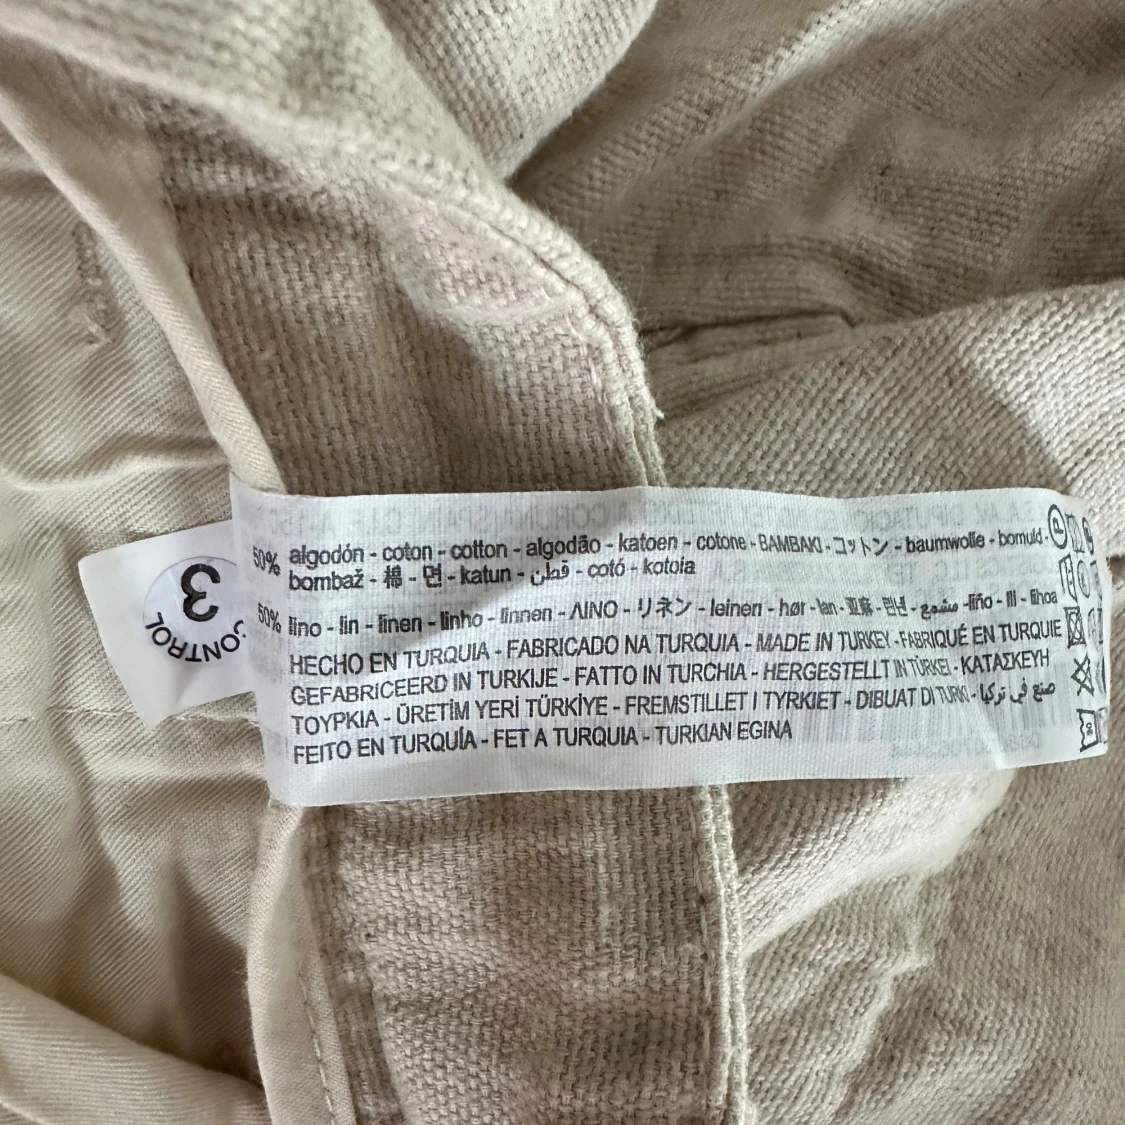 50% algodón - coton - cotton - algodão - katoen - cotone - BAMBAKI - コットン - baumwolle - bomuld -
bombaž - 棉 - 면 - katun - قطن - cotó - kotoia
50% lino - lin - linen - linho - linnen - ΛΙΝΟ - リネン - leinen - hør - lan - 亚麻 - 린넨 - مشمع - liño - lli - lihoa
HECHO EN TURQUIA - FABRICADO NA TURQUIA - MADE IN TURKEY - FABRIQUÉ EN TURQUIE
GEFABRICEERD IN TURKIJE - FATTO IN TURCHIA - HERGESTELLT IN TÜRKEI - ΚΑΤΑΣΚΕΥΗ
ΤΟΥΡΚΙΑ - ÜRETİM YERİ TÜRKİYE - FREMSTILLET I TYRKIET - DIBUAT DI TURKI - صنع في تركيا
FEITO EN TURQUÍA - FET A TURQUIA - TURKIAN EGINA
3
CONTROL